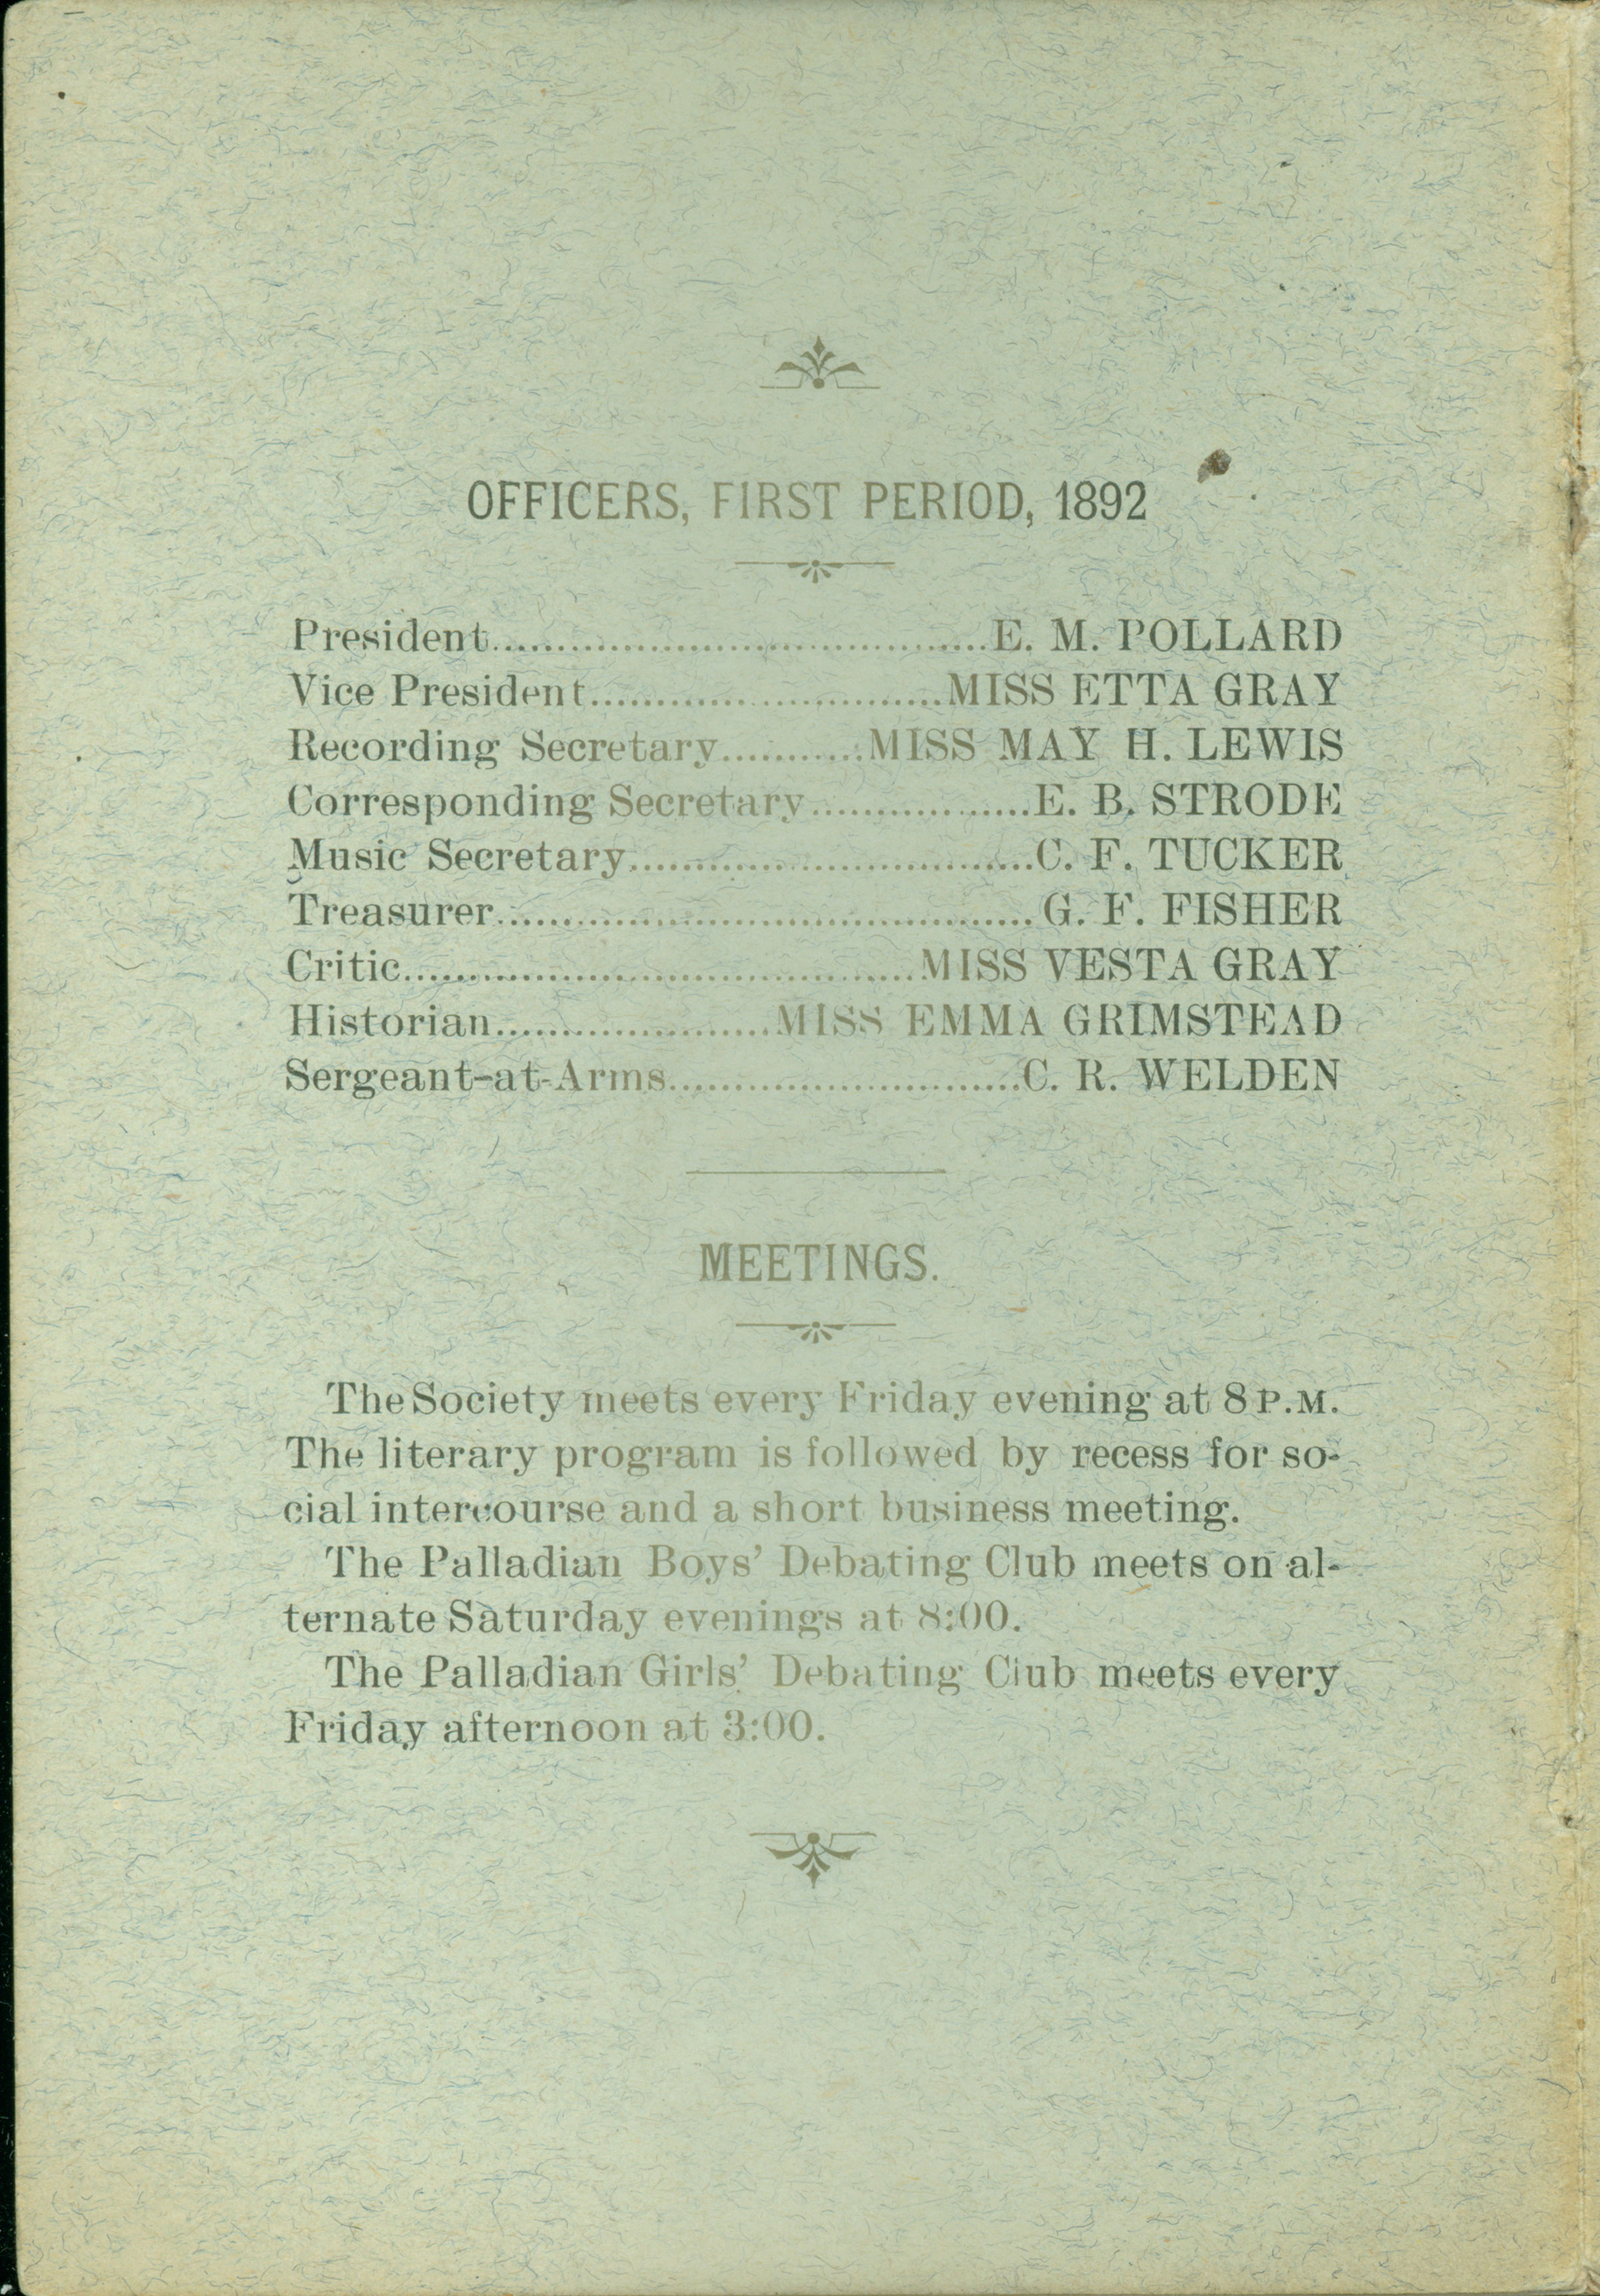 OFFICERS, FIRST PERIOD, 1892
President.......................................E. M. POLLARD
Vice President...........................MISS ETTA GRAY
Recording Secretary...........MISS MAY H. LEWIS
Corresponding Secretary.................E. B. STRODE
Music Secretary...............................C. F. TUCKER
Treasurer.........................................G. F. FISHER
Critic.......................................MISS VESTA GRAY
Historian.....................MISS EMMA GRIMSTEAD
Sergeant-at-Arms...........................C. R. WELDEN
MEETINGS.
The Society meets every Friday evening at 8 P.M.
The literary program is followed by recess for so-
cial intercourse and a short business meeting.
The Palladian Boys' Debating Club meets on al-
ternate Saturday evenings at 8:00.
The Palladian Girls' Debating Club meets every
Friday afternoon at 3:00.